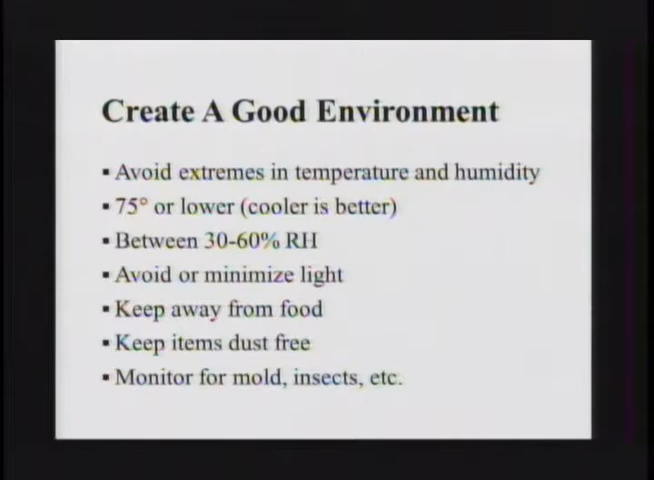 Create A Good Environment
▪ Avoid extremes in temperature and humidity
▪ 75° or lower (cooler is better)
▪ Between 30-60% RH
▪ Avoid or minimize light
▪ Keep away from food
▪ Keep items dust free
▪ Monitor for mold, insects, etc.